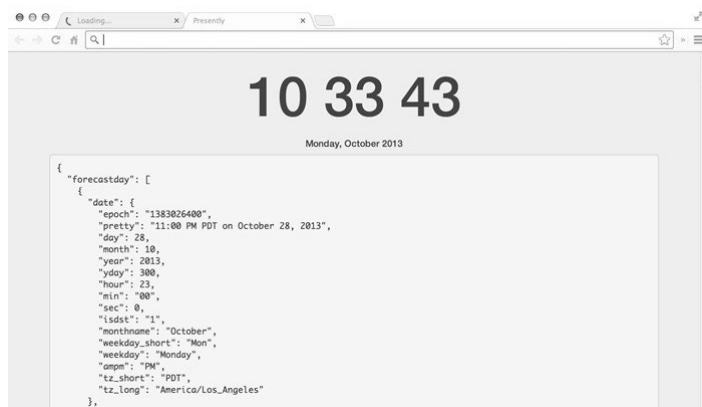 Loading...
Presently
10 33 43
Monday, October 2013
{
"forecastday": [
{
"date": {
"epoch": "1383026400",
"pretty": "11:00 PM PDT on October 28, 2013",
"day": 28,
"month": 10,
"year": 2013,
"yday": 300,
"hour": 23,
"min": "00",
"sec": 0,
"isdst": "1",
"monthname": "October",
"weekday_short": "Mon",
"weekday": "Monday",
"ampm": "PM",
"tz_short": "PDT",
"tz_long": "America/Los_Angeles"
},